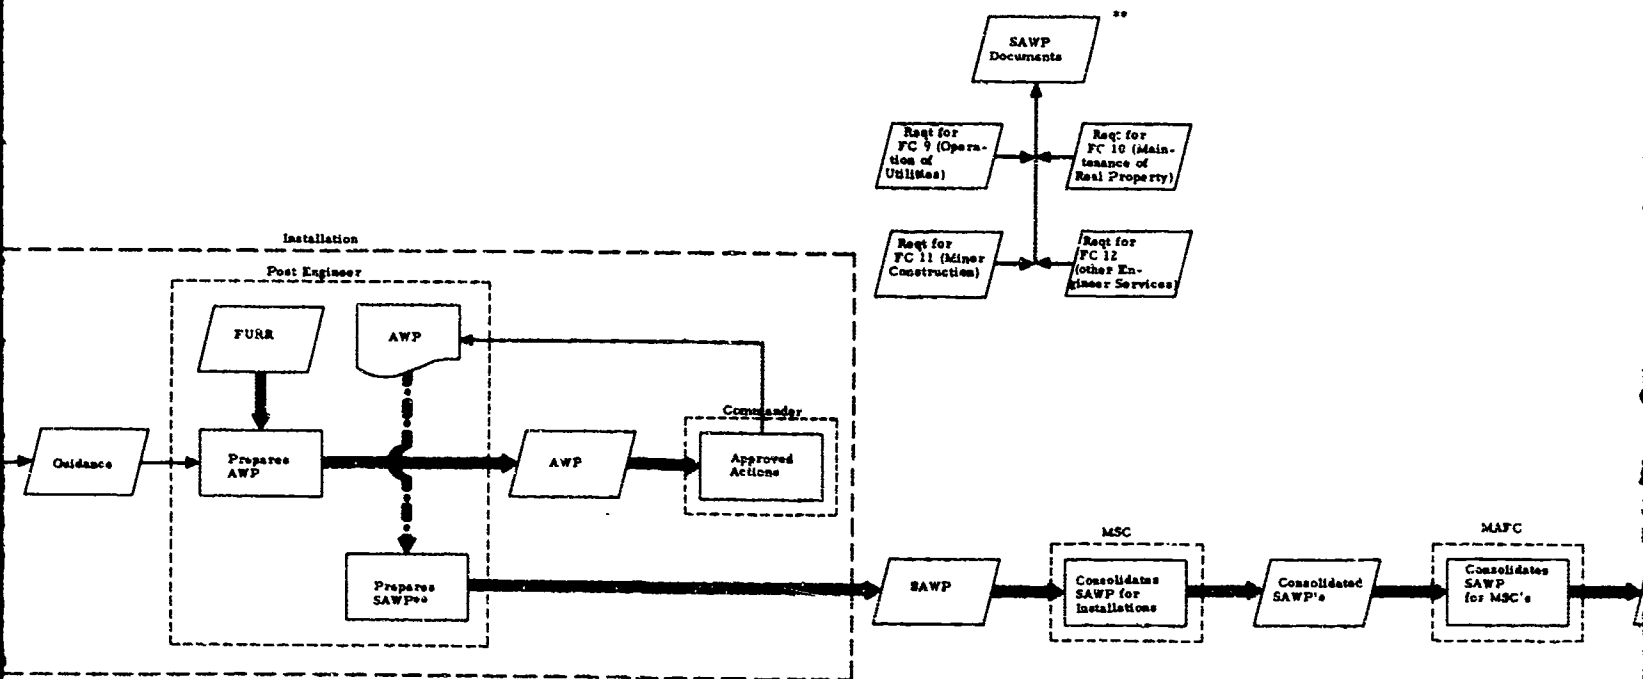 **
SAWP
Documents
Reqt for
FC 9 (Opera-
tion of
Utilities)
Reqt for
FC 10 (Main-
tenance of
Real Property)
Reqt for
FC 11 (Minor
Construction)
Reqt for
FC 12
(other En-
gineer Services)
Installation
Post Engineer
FURR
AWP
Commander
Guidance
Prepares
AWP
AWP
Approved
Actions
Prepares
SAWP**
SAWP
MSC
Consolidates
SAWP for
Installations
Consolidated
SAWP's
MAFC
Consolidates
SAWP
for MSC's